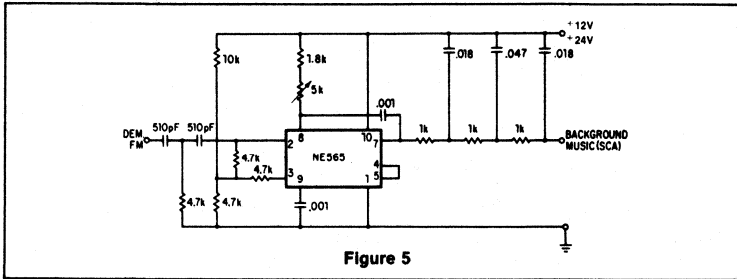 +12V
+24V
10k
1.8k
5k
.018
.047
.018
.001
510pF
510pF
DEM
FM
8
10
7
1k
1k
1k
BACKGROUND
MUSIC(SCA)
2
NE565
4
4.7k
3
4.7k
9
1
5
4.7k
4.7k
.001
Figure 5